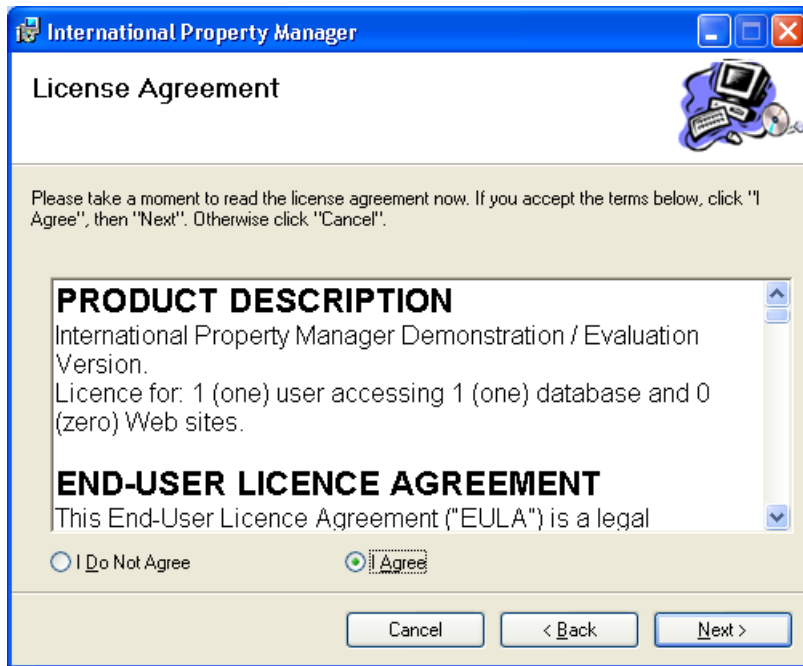 International Property Manager
License Agreement
Please take a moment to read the license agreement now. If you accept the terms below, click "I
Agree", then "Next". Otherwise click "Cancel".
PRODUCT DESCRIPTION
International Property Manager Demonstration / Evaluation
Version.
Licence for: 1 (one) user accessing 1 (one) database and 0
(zero) Web sites.
END-USER LICENCE AGREEMENT
This End-User Licence Agreement ("EULA") is a legal
I Do Not Agree
I Agree
Cancel
< Back
Next >